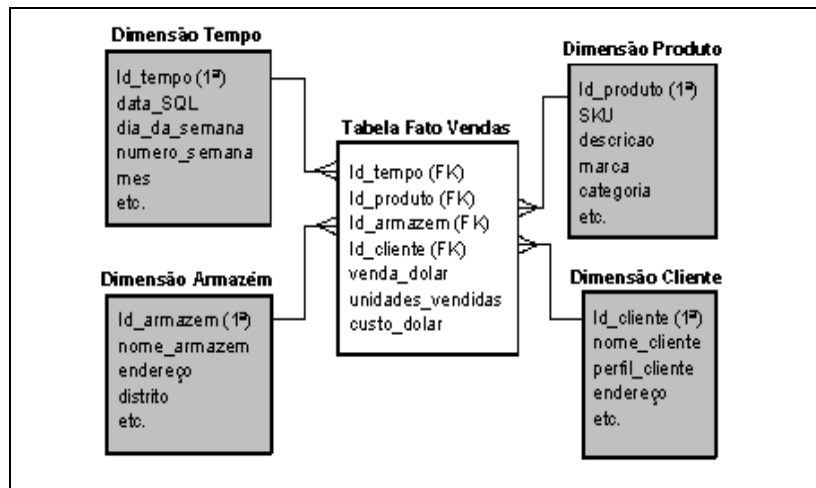 Dimensão Tempo
Id_tempo (1ª)
data_SQL
dia_da_semana
numero_semana
mes
etc.
Dimensão Produto
Id_produto (1ª)
SKU
descricao
marca
categoria
etc.
Tabela Fato Vendas
Id_tempo (FK)
Id_produto (FK)
Id_armazem (FK)
Id_cliente (FK)
venda_dolar
unidades_vendidas
custo_dolar
Dimensão Armazém
Id_armazem (1ª)
nome_armazem
endereço
distrito
etc.
Dimensão Cliente
Id_cliente (1ª)
nome_cliente
perfil_cliente
endereço
etc.